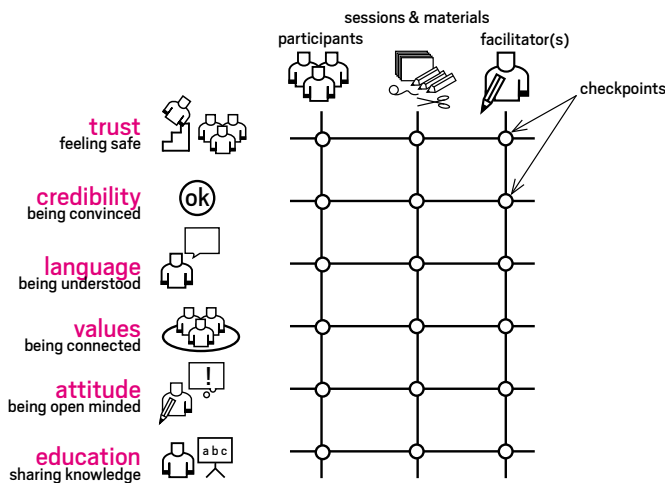 sessions & materials
participants
facilitator(s)
checkpoints
trust
feeling safe
credibility
being convinced
ok
language
being understood
values
being connected
attitude
being open minded
!
education
sharing knowledge
abc